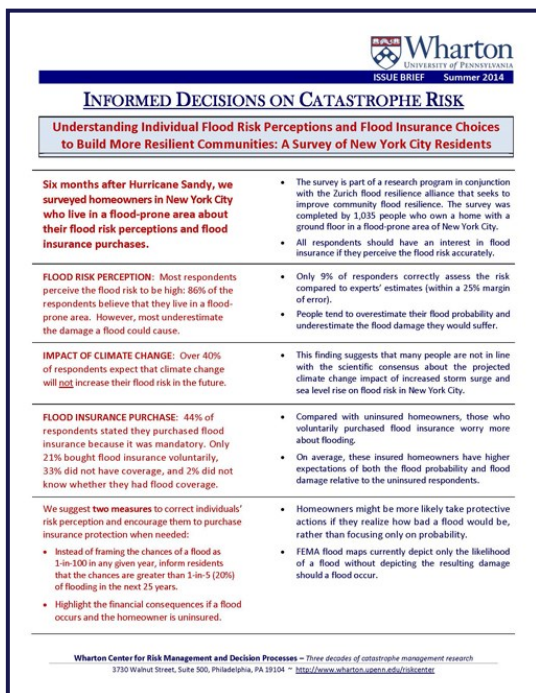 Wharton
UNIVERSITY of PENNSYLVANIA
ISSUE BRIEF Summer 2014
INFORMED DECISIONS ON CATASTROPHE RISK
Understanding Individual Flood Risk Perceptions and Flood Insurance Choices
to Build More Resilient Communities: A Survey of New York City Residents
Six months after Hurricane Sandy, we
surveyed homeowners in New York City
who live in a flood-prone area about
their flood risk perceptions and flood
insurance purchases.
• The survey is part of a research program in conjunction
with the Zurich flood resilience alliance that seeks to
improve community flood resilience. The survey was
completed by 1,035 people who own a home with a
ground floor in a flood-prone area of New York City.
• All respondents should have an interest in flood
insurance if they perceive the flood risk accurately.
FLOOD RISK PERCEPTION: Most respondents
perceive the flood risk to be high: 86% of the
respondents believe that they live in a flood-
prone area. However, most underestimate
the damage a flood could cause.
• Only 9% of responders correctly assess the risk
compared to experts' estimates (within a 25% margin
of error).
• People tend to overestimate their flood probability and
underestimate the flood damage they would suffer.
IMPACT OF CLIMATE CHANGE: Over 40%
of respondents expect that climate change
will not increase their flood risk in the future.
• This finding suggests that many people are not in line
with the scientific consensus about the projected
climate change impact of increased storm surge and
sea level rise on flood risk in New York City.
FLOOD INSURANCE PURCHASE: 44% of
respondents stated they purchased flood
insurance because it was mandatory. Only
21% bought flood insurance voluntarily,
33% did not have coverage, and 2% did not
know whether they had flood coverage.
• Compared with uninsured homeowners, those who
voluntarily purchased flood insurance worry more
about flooding.
• On average, these insured homeowners have higher
expectations of both the flood probability and flood
damage relative to the uninsured respondents.
We suggest two measures to correct individuals'
risk perception and encourage them to purchase
insurance protection when needed:
• Instead of framing the chances of a flood as
1-in-100 in any given year, inform residents
that the chances are greater than 1-in-5 (20%)
of flooding in the next 25 years.
• Highlight the financial consequences if a flood
occurs and the homeowner is uninsured.
• Homeowners might be more likely take protective
actions if they realize how bad a flood would be,
rather than focusing only on probability.
• FEMA flood maps currently depict only the likelihood
of a flood without depicting the resulting damage
should a flood occur.
Wharton Center for Risk Management and Decision Processes – Three decades of catastrophe management research
3730 Walnut Street, Suite 500, Philadelphia, PA 19104 ~ http://www.wharton.upenn.edu/riskcenter